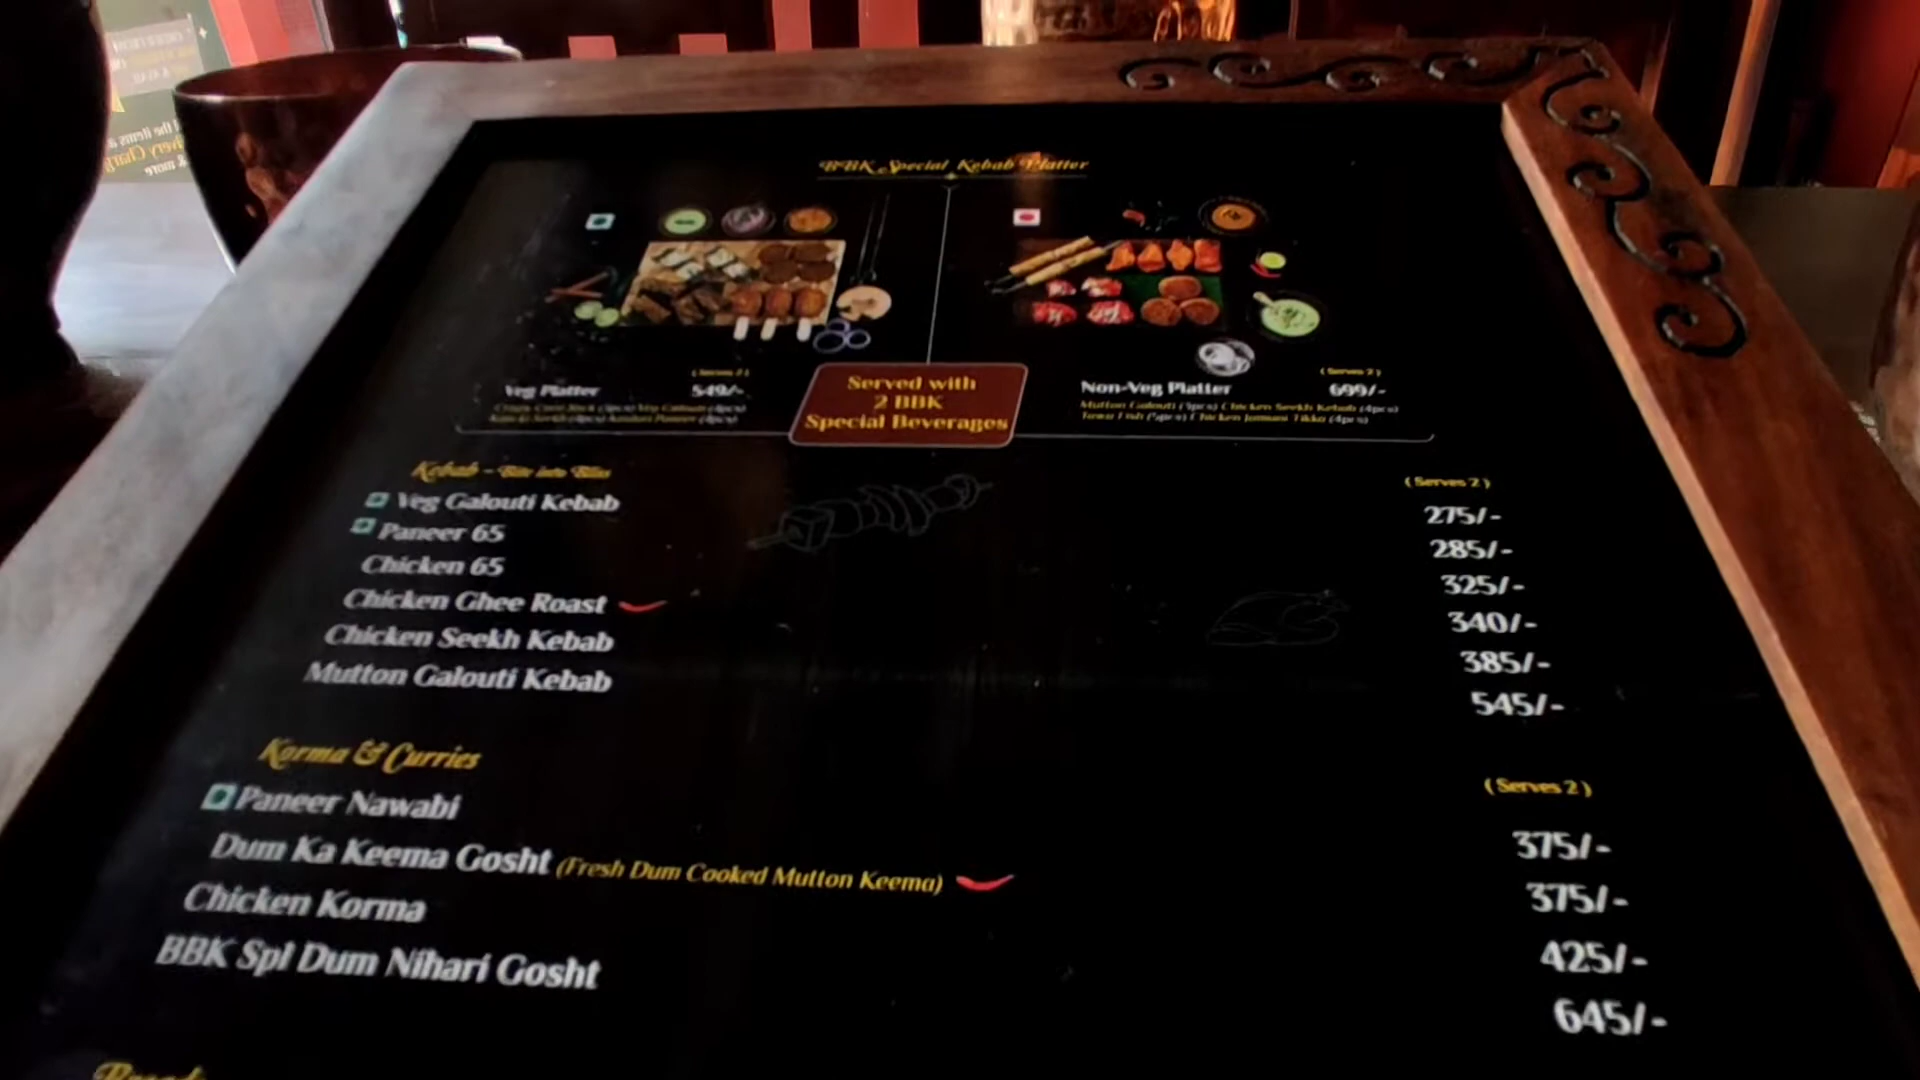 BBK Special Kebab Platter
( Serves 2 )
Veg Platter 549/-
Served with
2 BBK
Special Beverages
( Serves 2 )
Non-Veg Platter 699/-
Mutton Galouti (3pcs) Chicken Seekh Kebab (4pcs)
Tawa Fish (5pcs) Chicken Jamuni Tikka (4pcs)
Kebab - Bite into Bliss
( Serves 2 )
Veg Galouti Kebab 275/-
Paneer 65 285/-
Chicken 65 325/-
Chicken Ghee Roast 340/-
Chicken Seekh Kebab 385/-
Mutton Galouti Kebab 545/-
Korma & Curries
( Serves 2 )
Paneer Nawabi 375/-
Dum Ka Keema Gosht (Fresh Dum Cooked Mutton Keema) 375/-
Chicken Korma 425/-
BBK Spl Dum Nihari Gosht 645/-